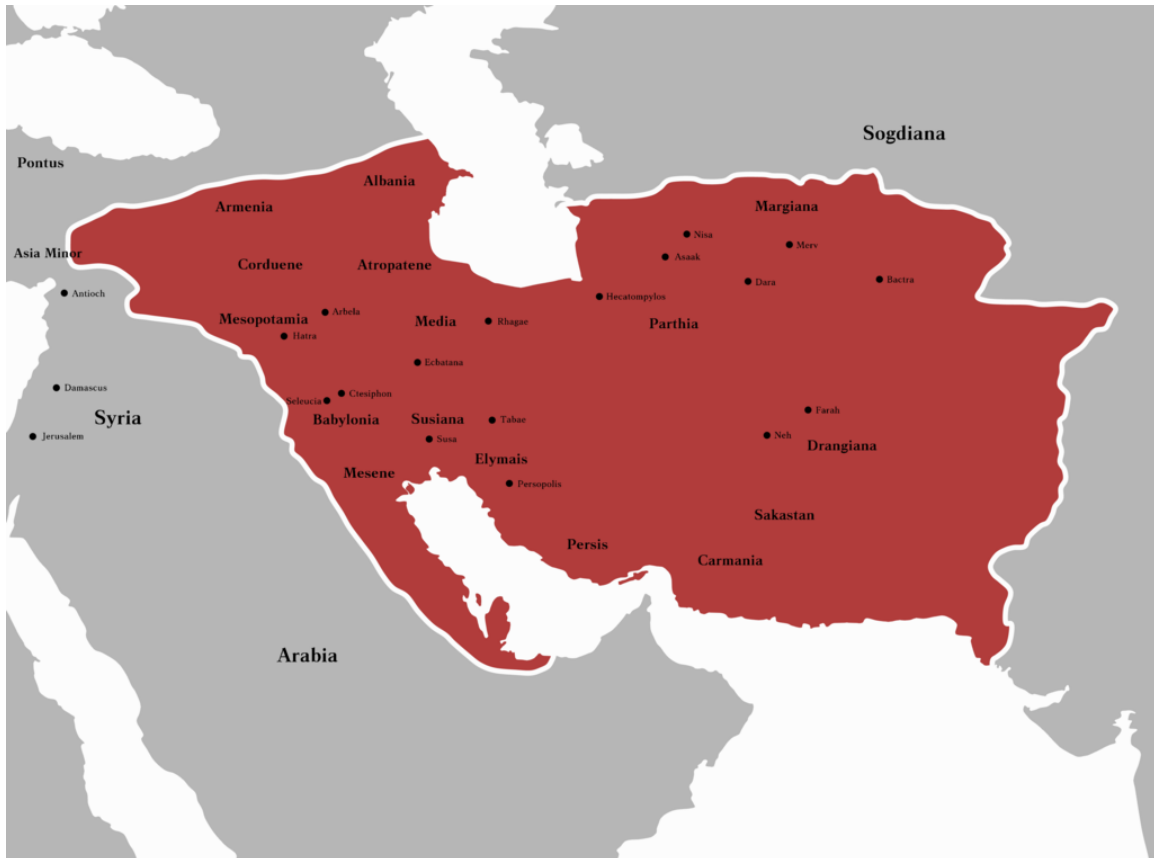 Sogdiana
Pontus
Albania
Armenia
Margiana
Nisa
Merv
Asia Minor
Asaak
Corduene
Atropatene
Bactra
Dara
Antioch
Hecatompylos
Arbela
Mesopotamia
Media
Rhagae
Parthia
Hatra
Ecbatana
Damascus
Ctesiphon
Seleucia
Farah
Syria
Babylonia
Susiana
Tabae
Jerusalem
Susa
Neh
Drangiana
Elymais
Mesene
Persopolis
Sakastan
Persis
Carmania
Arabia